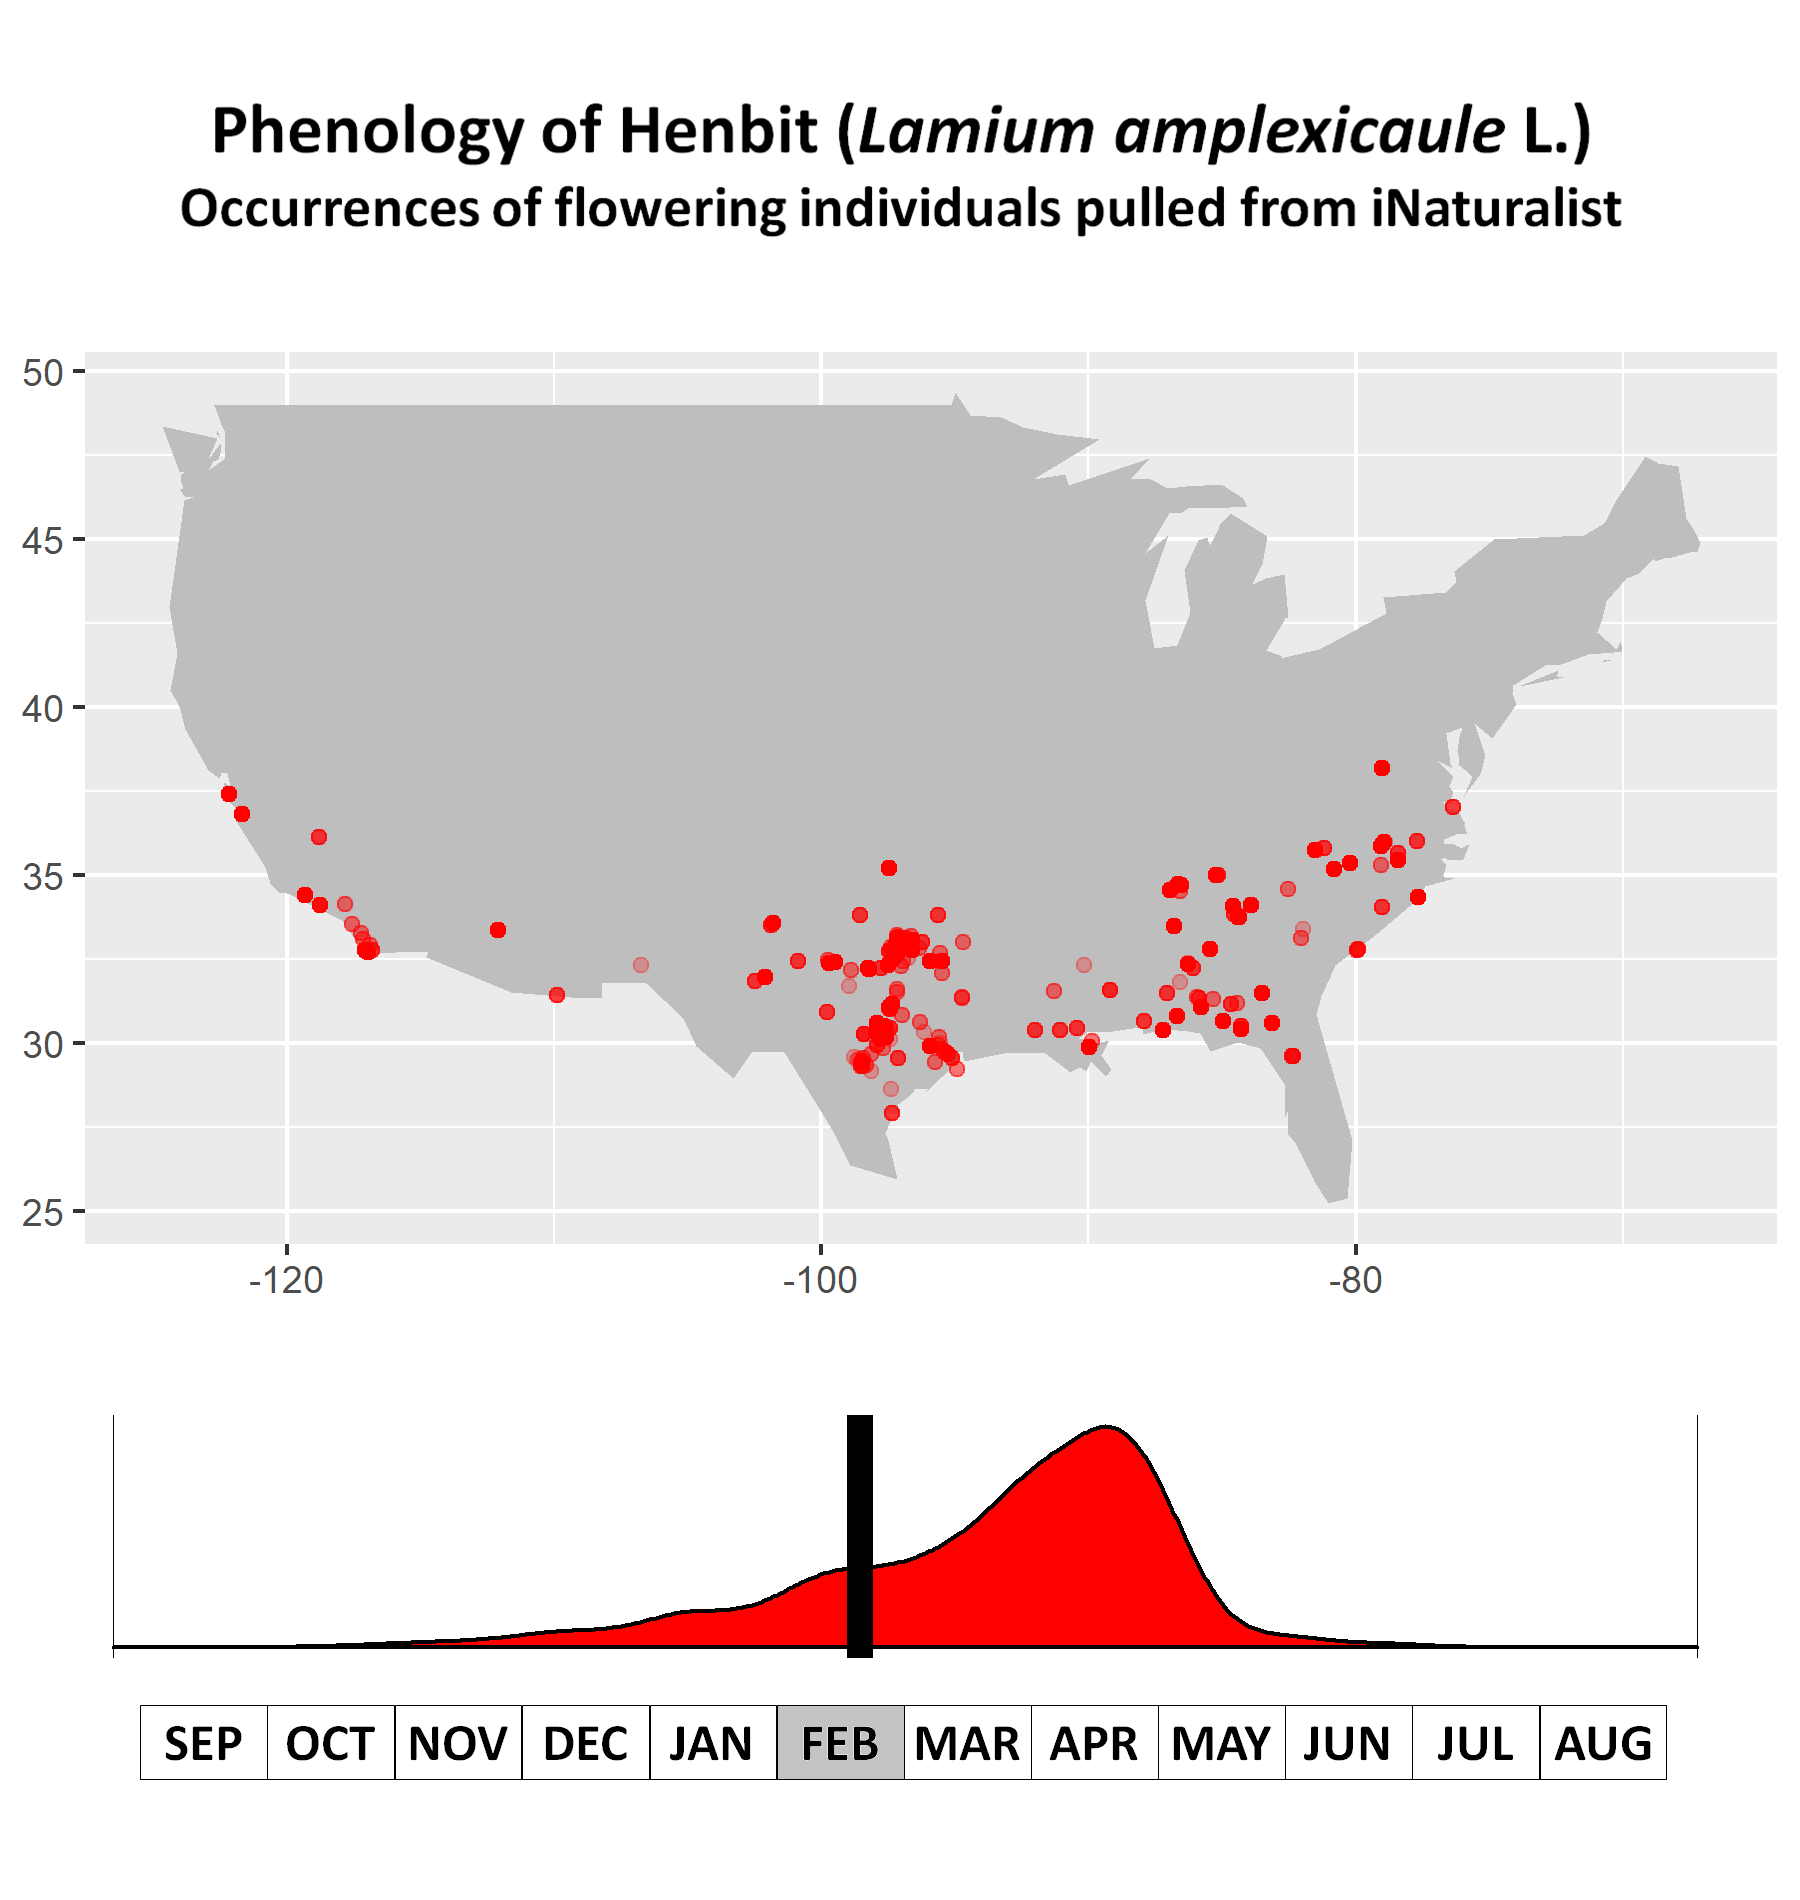 Phenology of Henbit (Lamium amplexicaule L.)
Occurrences of flowering individuals pulled from iNaturalist
50
45
40
35
30
25
-120 -100 -80
SEP OCT NOV DEC JAN FEB MAR APR MAY JUN JUL AUG